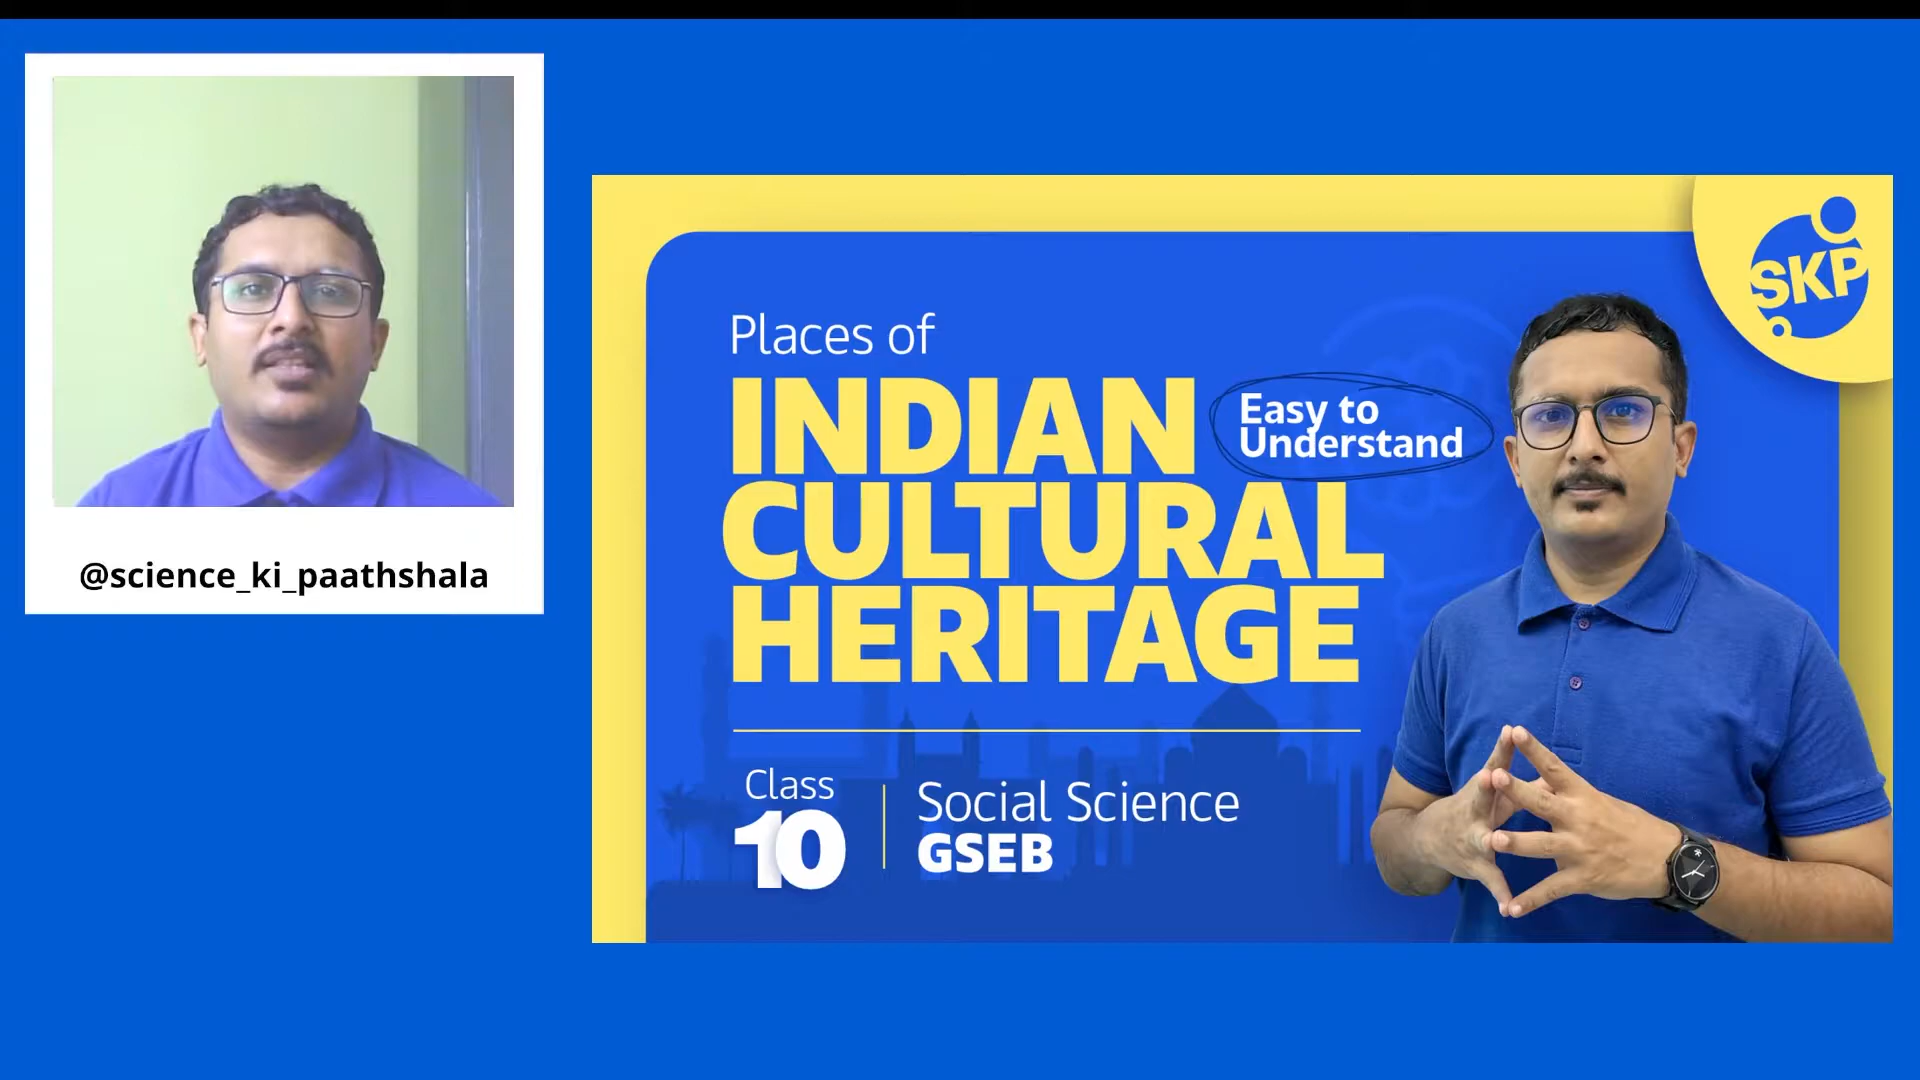 @science_ki_paathshala
Places of
INDIAN
CULTURAL
HERITAGE
Easy to
Understand
Class
10
Social Science
GSEB
SKP